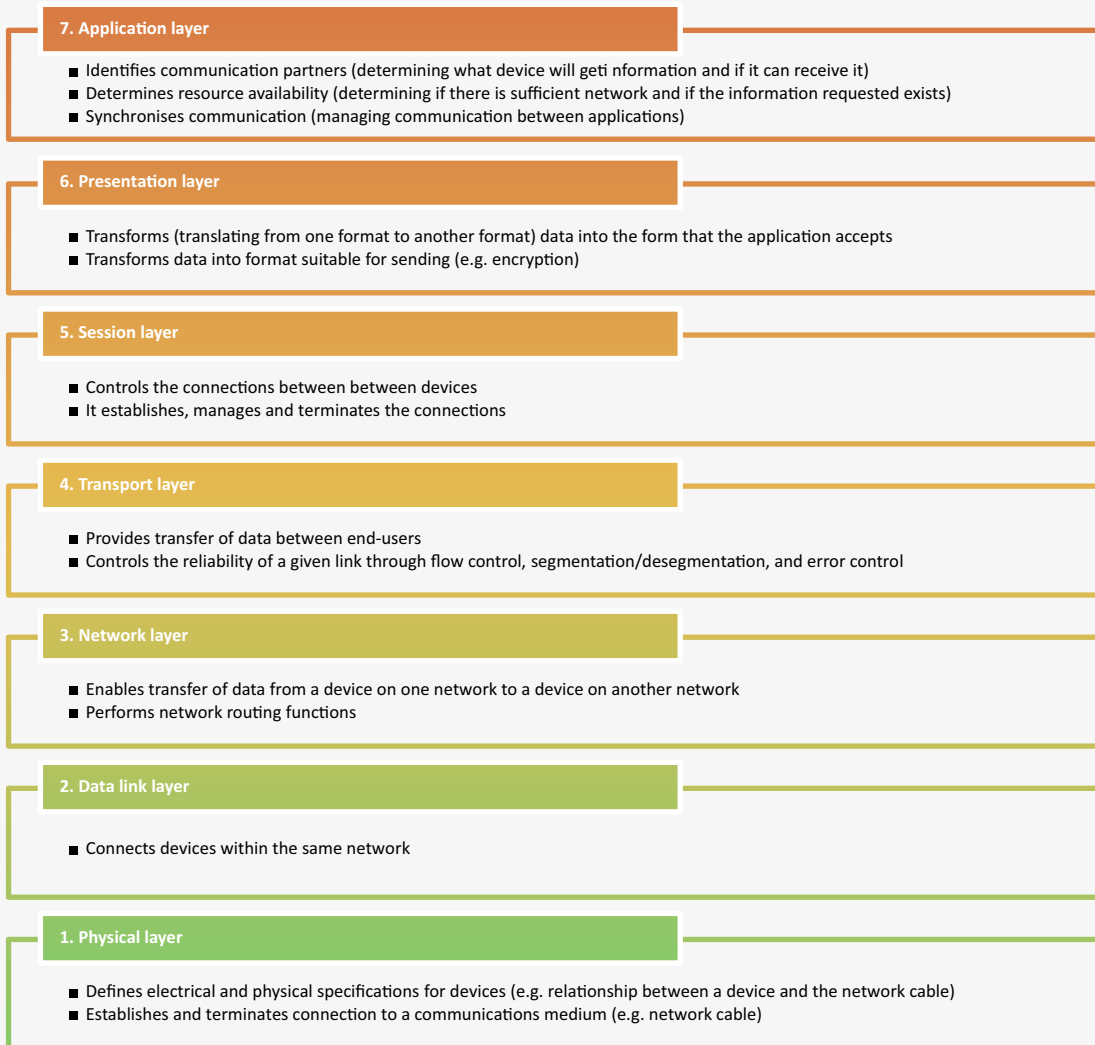 7. Application layer
■ Identifies communication partners (determining what device will geti nformation and if it can receive it)
■ Determines resource availability (determining if there is sufficient network and if the information requested exists)
■ Synchronises communication (managing communication between applications)
6. Presentation layer
■ Transforms (translating from one format to another format) data into the form that the application accepts
■ Transforms data into format suitable for sending (e.g. encryption)
5. Session layer
■ Controls the connections between between devices
■ It establishes, manages and terminates the connections
4. Transport layer
■ Provides transfer of data between end-users
■ Controls the reliability of a given link through flow control, segmentation/desegmentation, and error control
3. Network layer
■ Enables transfer of data from a device on one network to a device on another network
■ Performs network routing functions
2. Data link layer
■ Connects devices within the same network
1. Physical layer
■ Defines electrical and physical specifications for devices (e.g. relationship between a device and the network cable)
■ Establishes and terminates connection to a communications medium (e.g. network cable)